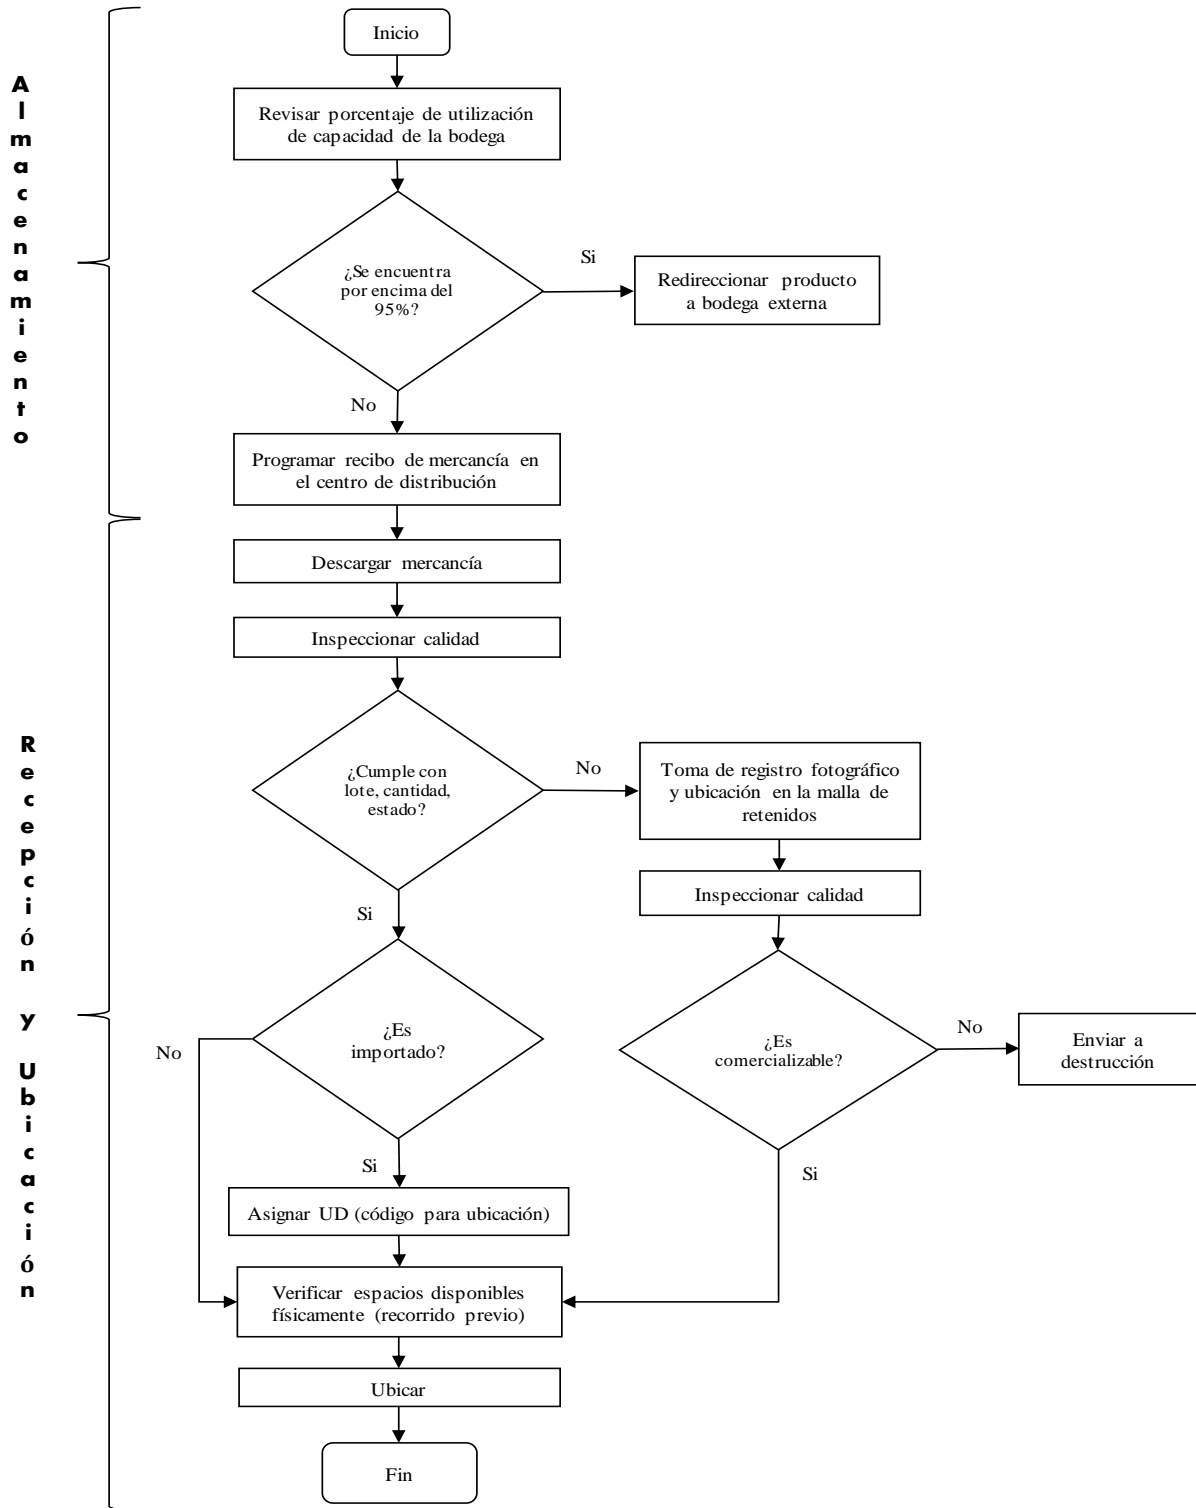 Almacenamiento
Inicio
Revisar porcentaje de utilización
de capacidad de la bodega
¿Se encuentra
por encima del
95%?
Si
Redireccionar producto
a bodega externa
No
Programar recibo de mercancía en
el centro de distribución
Recepción y Ubicación
Descargar mercancía
Inspeccionar calidad
¿Cumple con
lote, cantidad,
estado?
No
Toma de registro fotográfico
y ubicación en la malla de
retenidos
Inspeccionar calidad
Si
¿Es
importado?
No
¿Es
comercializable?
No
Enviar a
destrucción
Si
Si
Asignar UD (código para ubicación)
Verificar espacios disponibles
físicamente (recorrido previo)
Ubicar
Fin